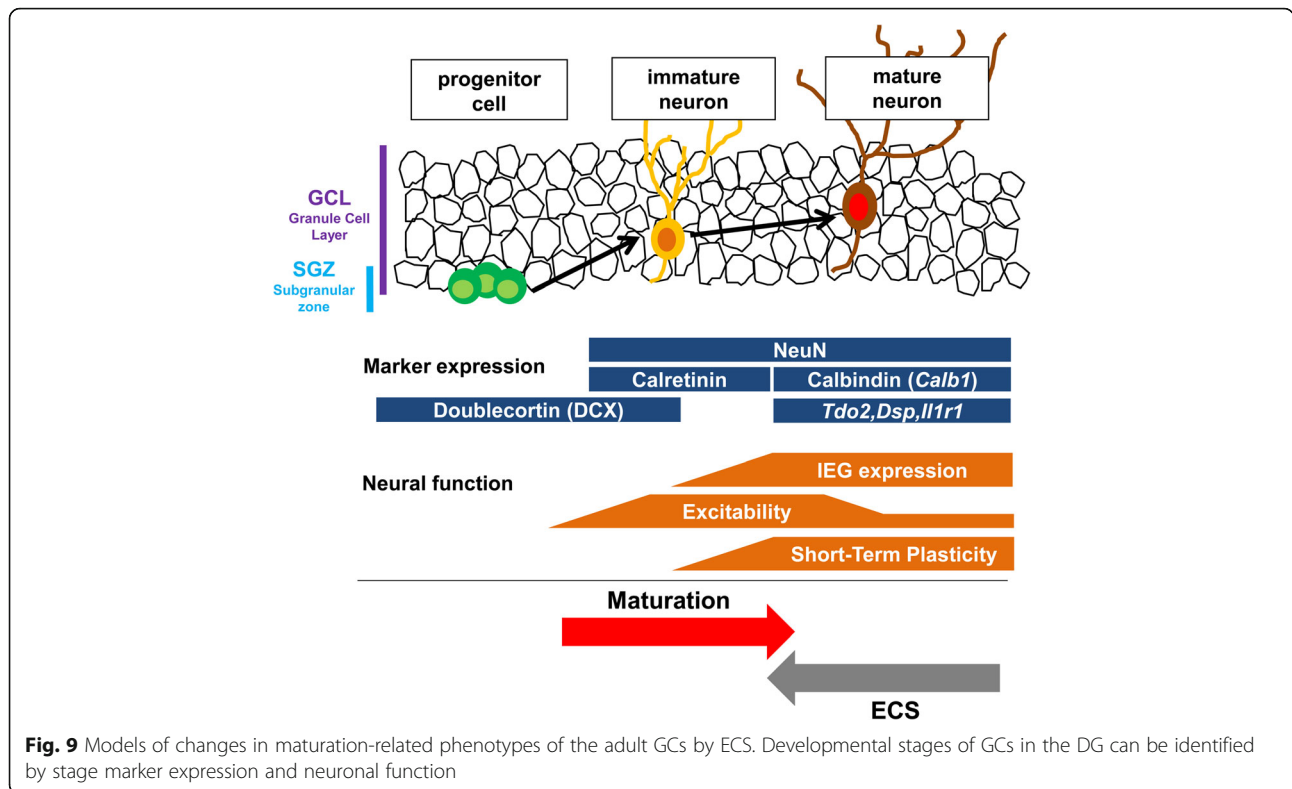 progenitor
cell
immature
neuron
mature
neuron
GCL
Granule Cell
Layer
SGZ
Subgranular
zone
Marker expression
NeuN
Calretinin
Calbindin (Calb1)
Doublecortin (DCX)
Tdo2,Dsp,Il1r1
Neural function
IEG expression
Excitability
Short-Term Plasticity
Maturation
ECS
Fig. 9 Models of changes in maturation-related phenotypes of the adult GCs by ECS. Developmental stages of GCs in the DG can be identified
by stage marker expression and neuronal function